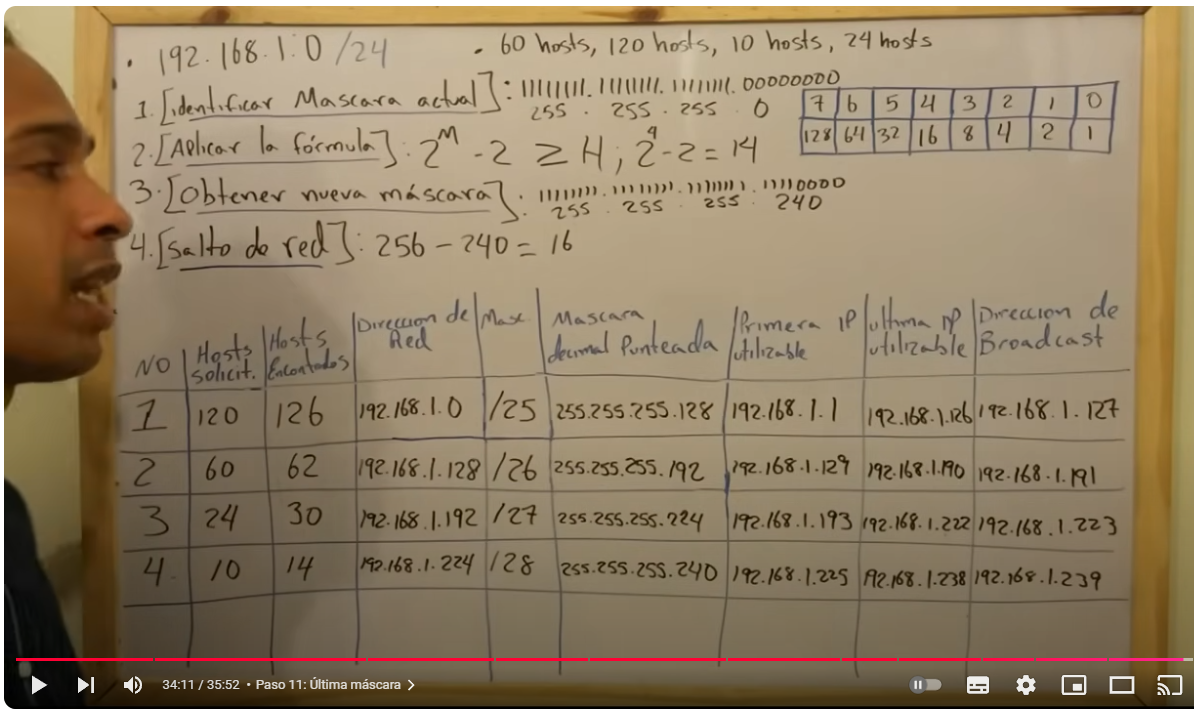 • 192.168.1.0 /24
• 60 hosts, 120 hosts, 10 hosts, 24 hosts
1. [identificar Mascara actual]: 11111111. 11111111. 11111111. 00000000
255 . 255 . 255 . 0
7 6 5 4 3 2 1 0
128 64 32 16 8 4 2 1
2. [Aplicar la fórmula]: 2^M - 2 ≥ H ; 2^4 - 2 = 14
3. [Obtener nueva máscara]: 11111111. 11111111. 11111111. 11110000
255 . 255 . 255 . 240
4. [Salto de red]: 256 - 240 = 16
NO Hosts solicit. Hosts Encontados Dirección de Red Masc Mascara decimal Punteada Primera IP utilizable ultima IP utilizable Direccion de Broadcast
1 120 126 192.168.1.0 /25 255.255.255.128 192.168.1.1 192.168.1.126 192.168.1.127
2 60 62 192.168.1.128 /26 255.255.255.192 192.168.1.129 192.168.1.190 192.168.1.191
3 24 30 192.168.1.192 /27 255.255.255.224 192.168.1.193 192.168.1.222 192.168.1.223
4 10 14 192.168.1.224 /28 255.255.255.240 192.168.1.225 192.168.1.238 192.168.1.239
34:11 / 35:52 • Paso 11: Última máscara